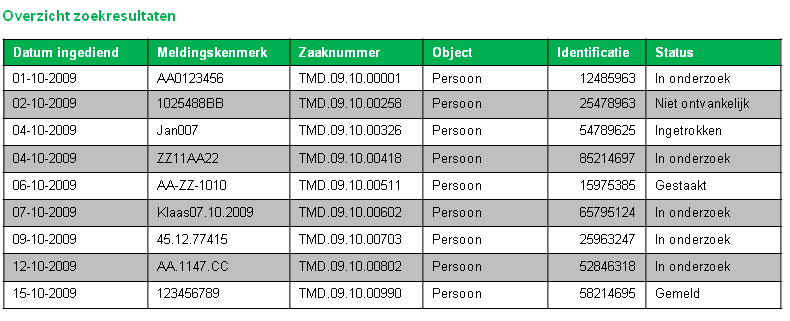 Overzicht zoekresultaten
Datum ingediend Meldingskenmerk Zaaknummer Object Identificatie Status
01-10-2009 AA0123456 TMD.09.10.00001 Persoon 12485963 In onderzoek
02-10-2009 1025488BB TMD.09.10.00258 Persoon 25478963 Niet ontvankelijk
04-10-2009 Jan007 TMD.09.10.00326 Persoon 54789625 Ingetrokken
04-10-2009 ZZ11AA22 TMD.09.10.00418 Persoon 85214697 In onderzoek
06-10-2009 AA-ZZ-1010 TMD.09.10.00511 Persoon 15975385 Gestaakt
07-10-2009 Klaas07.10.2009 TMD.09.10.00602 Persoon 65795124 In onderzoek
09-10-2009 45.12.77415 TMD.09.10.00703 Persoon 25963247 In onderzoek
12-10-2009 AA.1147.CC TMD.09.10.00802 Persoon 52846318 In onderzoek
15-10-2009 123456789 TMD.09.10.00990 Persoon 58214695 Gemeld